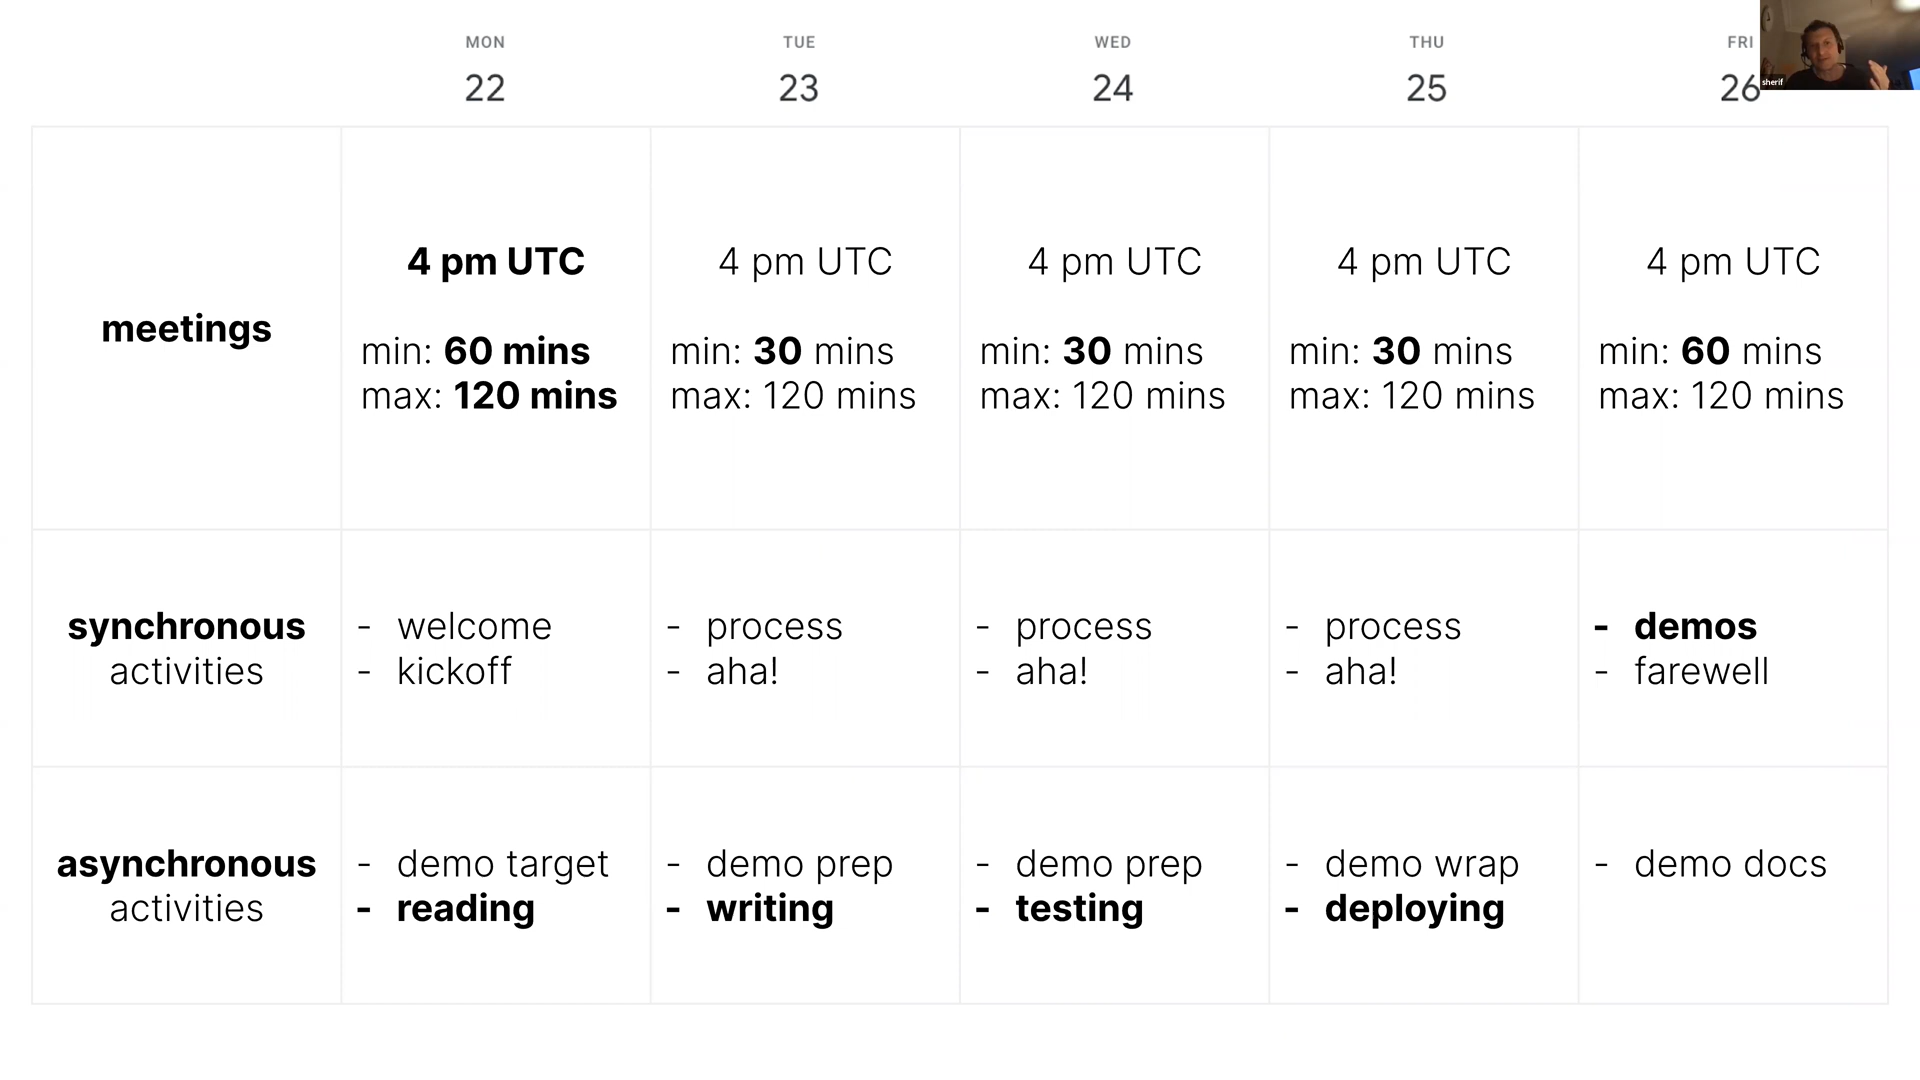 MON TUE WED THU FRI
22 23 24 25 26
sherif
meetings
4 pm UTC
min: 60 mins
max: 120 mins
4 pm UTC
min: 30 mins
max: 120 mins
4 pm UTC
min: 30 mins
max: 120 mins
4 pm UTC
min: 30 mins
max: 120 mins
4 pm UTC
min: 60 mins
max: 120 mins
synchronous
activities
- welcome
- kickoff
- process
- aha!
- process
- aha!
- process
- aha!
- demos
- farewell
asynchronous
activities
- demo target
- reading
- demo prep
- writing
- demo prep
- testing
- demo wrap
- deploying
- demo docs